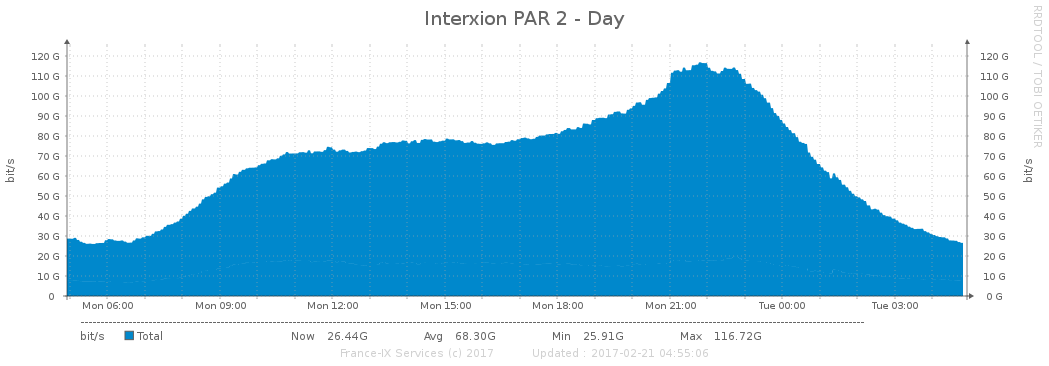 Interxion PAR 2 - Day
RRDTOOL / TOBI OETIKER
bit/s
bit/s
120 G 120 G
110 G 110 G
100 G 100 G
90 G 90 G
80 G 80 G
70 G 70 G
60 G 60 G
50 G 50 G
40 G 40 G
30 G 30 G
20 G 20 G
10 G 10 G
0 0 G
Mon 06:00 Mon 09:00 Mon 12:00 Mon 15:00 Mon 18:00 Mon 21:00 Tue 00:00 Tue 03:00
bit/s Total Now 26.44G Avg 68.30G Min 25.91G Max 116.72G
France-IX Services (c) 2017 Updated : 2017-02-21 04:55:06